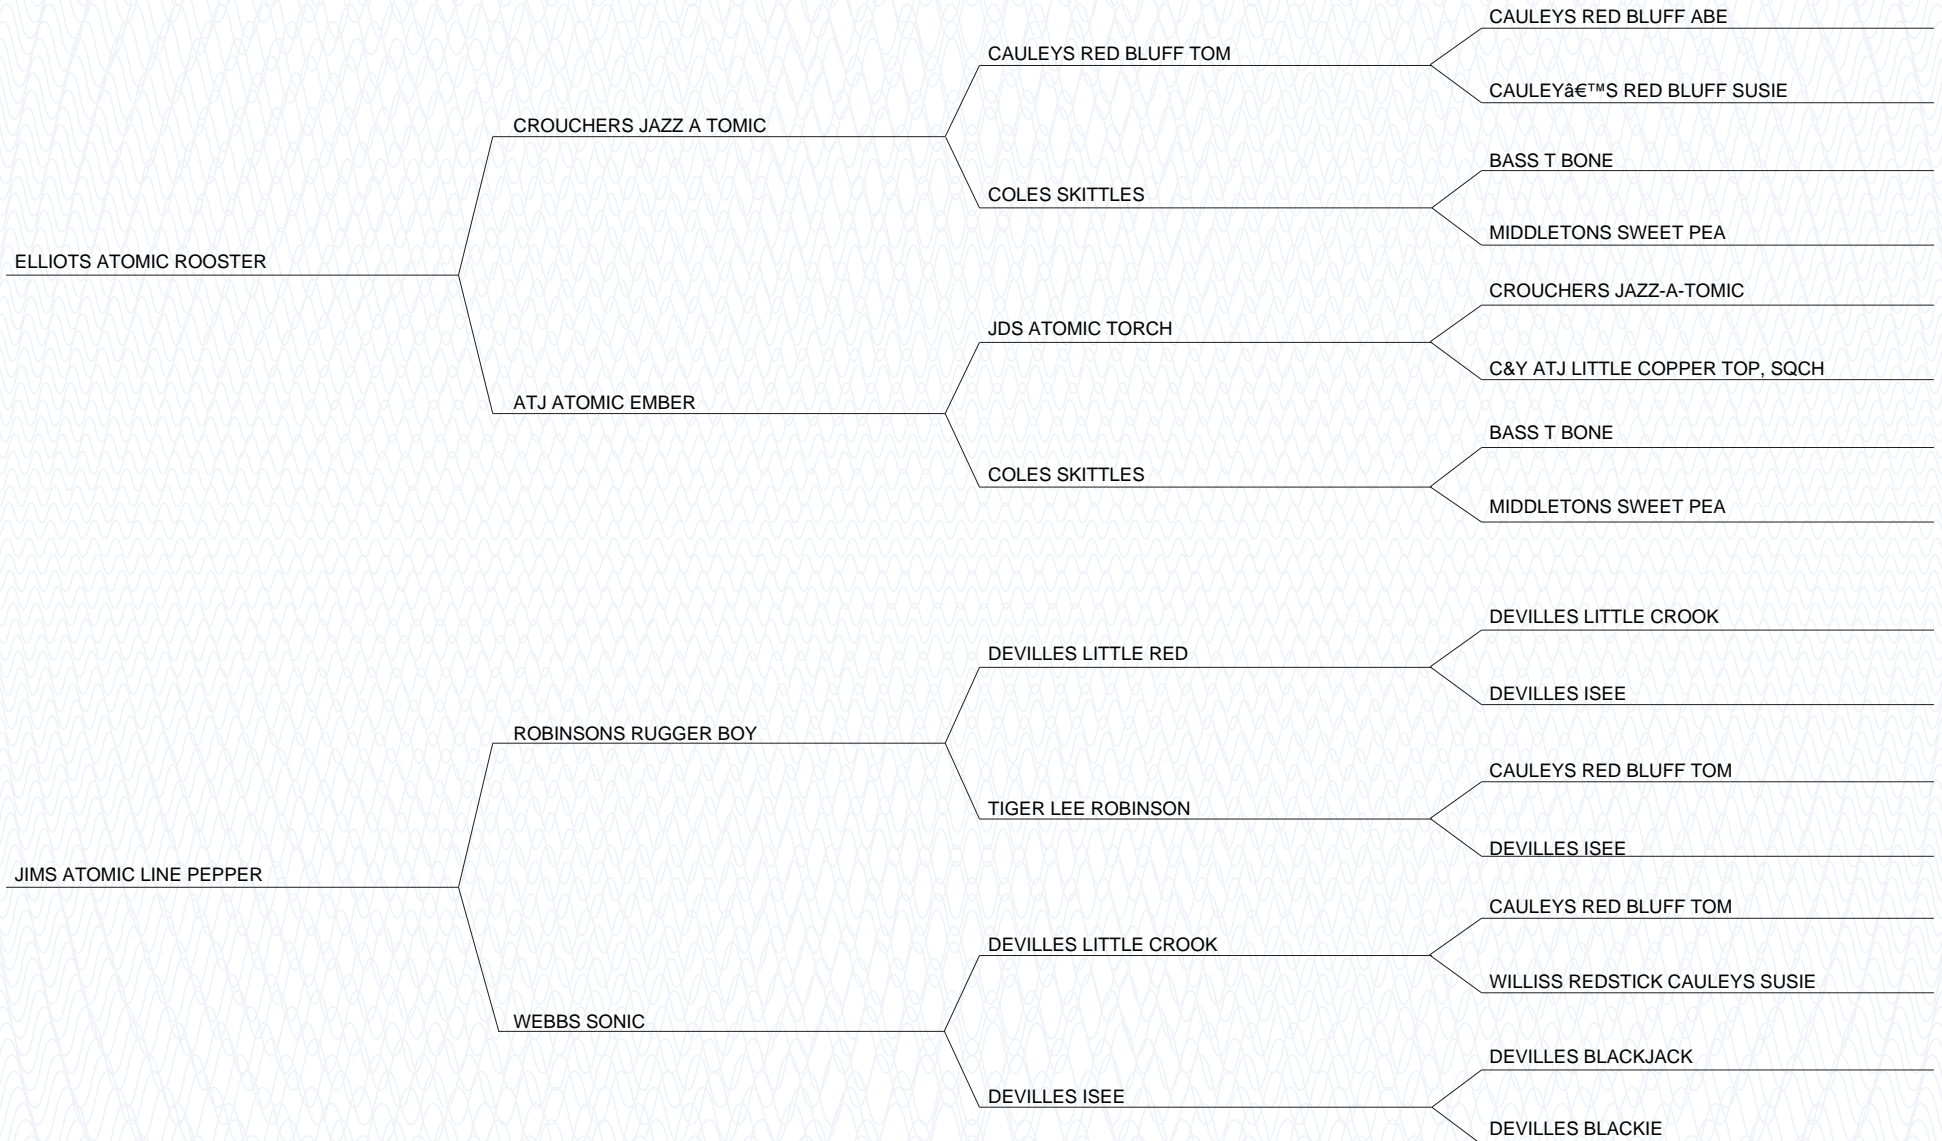 CAULEYS RED BLUFF ABE
CAULEYS RED BLUFF TOM
CAULEY’S RED BLUFF SUSIE
CROUCHERS JAZZ A TOMIC
BASS T BONE
COLES SKITTLES
MIDDLETONS SWEET PEA
ELLIOTS ATOMIC ROOSTER
CROUCHERS JAZZ-A-TOMIC
JDS ATOMIC TORCH
C&Y ATJ LITTLE COPPER TOP, SQCH
ATJ ATOMIC EMBER
BASS T BONE
COLES SKITTLES
MIDDLETONS SWEET PEA
DEVILLES LITTLE CROOK
DEVILLES LITTLE RED
DEVILLES ISEE
ROBINSONS RUGGER BOY
CAULEYS RED BLUFF TOM
TIGER LEE ROBINSON
DEVILLES ISEE
JIMS ATOMIC LINE PEPPER
CAULEYS RED BLUFF TOM
DEVILLES LITTLE CROOK
WILLISS REDSTICK CAULEYS SUSIE
WEBBS SONIC
DEVILLES BLACKJACK
DEVILLES ISEE
DEVILLES BLACKIE